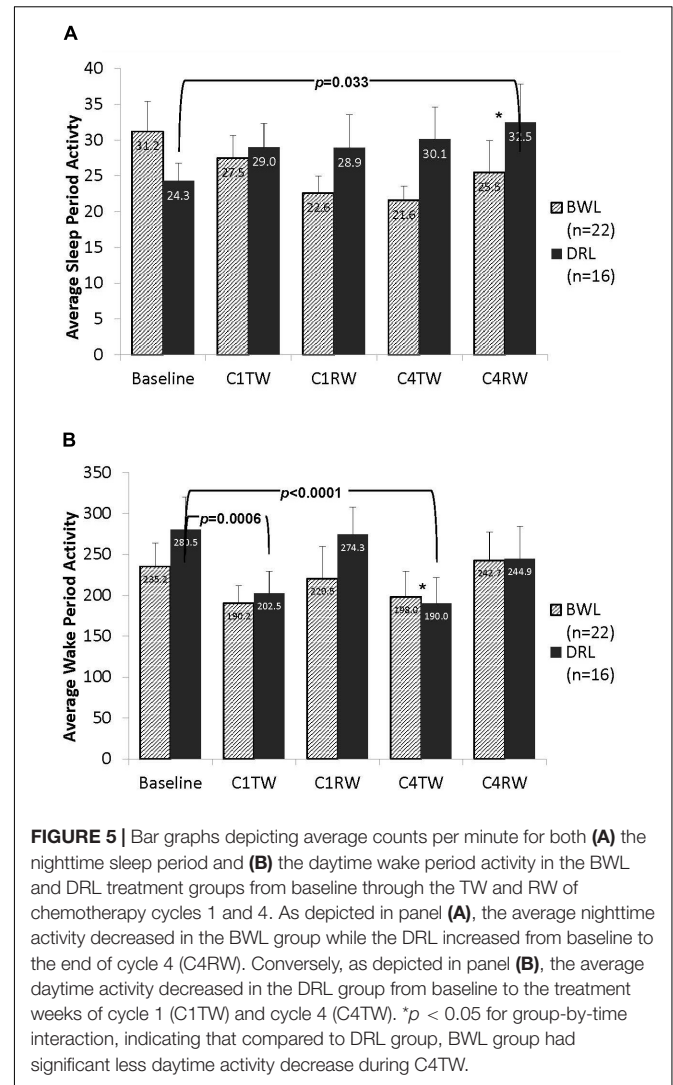 A
p=0.033
Average Sleep Period Activty
40
35
30
25
20
15
10
5
0
31.2
24.3
27.5
29.0
22.6
28.9
21.6
30.1
25.5
*
32.5
Baseline
C1TW
C1RW
C4TW
C4RW
BWL
(n=22)
DRL
(n=16)
B
p<0.0001
p=0.0006
Average Wake Period Activity
350
300
250
200
150
100
50
0
235.2
280.5
190.2
202.5
220.5
274.3
198.0
*
190.0
242.7
244.9
Baseline
C1TW
C1RW
C4TW
C4RW
BWL
(n=22)
DRL
(n=16)
FIGURE 5 | Bar graphs depicting average counts per minute for both (A) the
nighttime sleep period and (B) the daytime wake period activity in the BWL
and DRL treatment groups from baseline through the TW and RW of
chemotherapy cycles 1 and 4. As depicted in panel (A), the average nighttime
activity decreased in the BWL group while the DRL increased from baseline to
the end of cycle 4 (C4RW). Conversely, as depicted in panel (B), the average
daytime activity decreased in the DRL group from baseline to the treatment
weeks of cycle 1 (C1TW) and cycle 4 (C4TW). *p < 0.05 for group-by-time
interaction, indicating that compared to DRL group, BWL group had
significant less daytime activity decrease during C4TW.